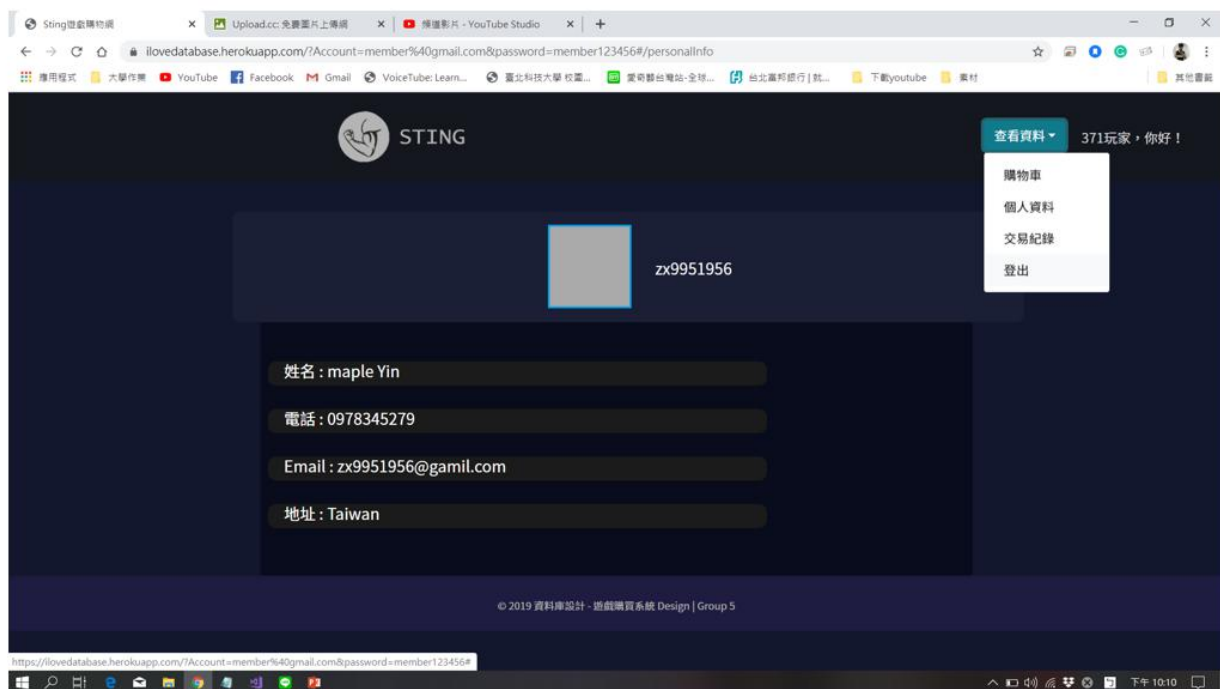 Sting遊戲購物網
Upload.cc: 免費圖片上傳網
頻道影片 - YouTube Studio
ilovedatabase.herokuapp.com/?Account=member%40gmail.com&password=member123456#/personalInfo
應用程式 大學作業 YouTube Facebook Gmail VoiceTube: Learn... 臺北科技大學 校園... 愛奇藝台灣站-全球... 台北富邦銀行|就... 下載youtube 素材 其他書籤
STING
查看資料
371玩家，你好！
購物車
個人資料
交易紀錄
登出
zx9951956
姓名 : maple Yin
電話 : 0978345279
Email : zx9951956@gamil.com
地址 : Taiwan
© 2019 資料庫設計 - 遊戲購買系統 Design | Group 5
https://ilovedatabase.herokuapp.com/?Account=member%40gmail.com&password=member123456#
下午 10:10